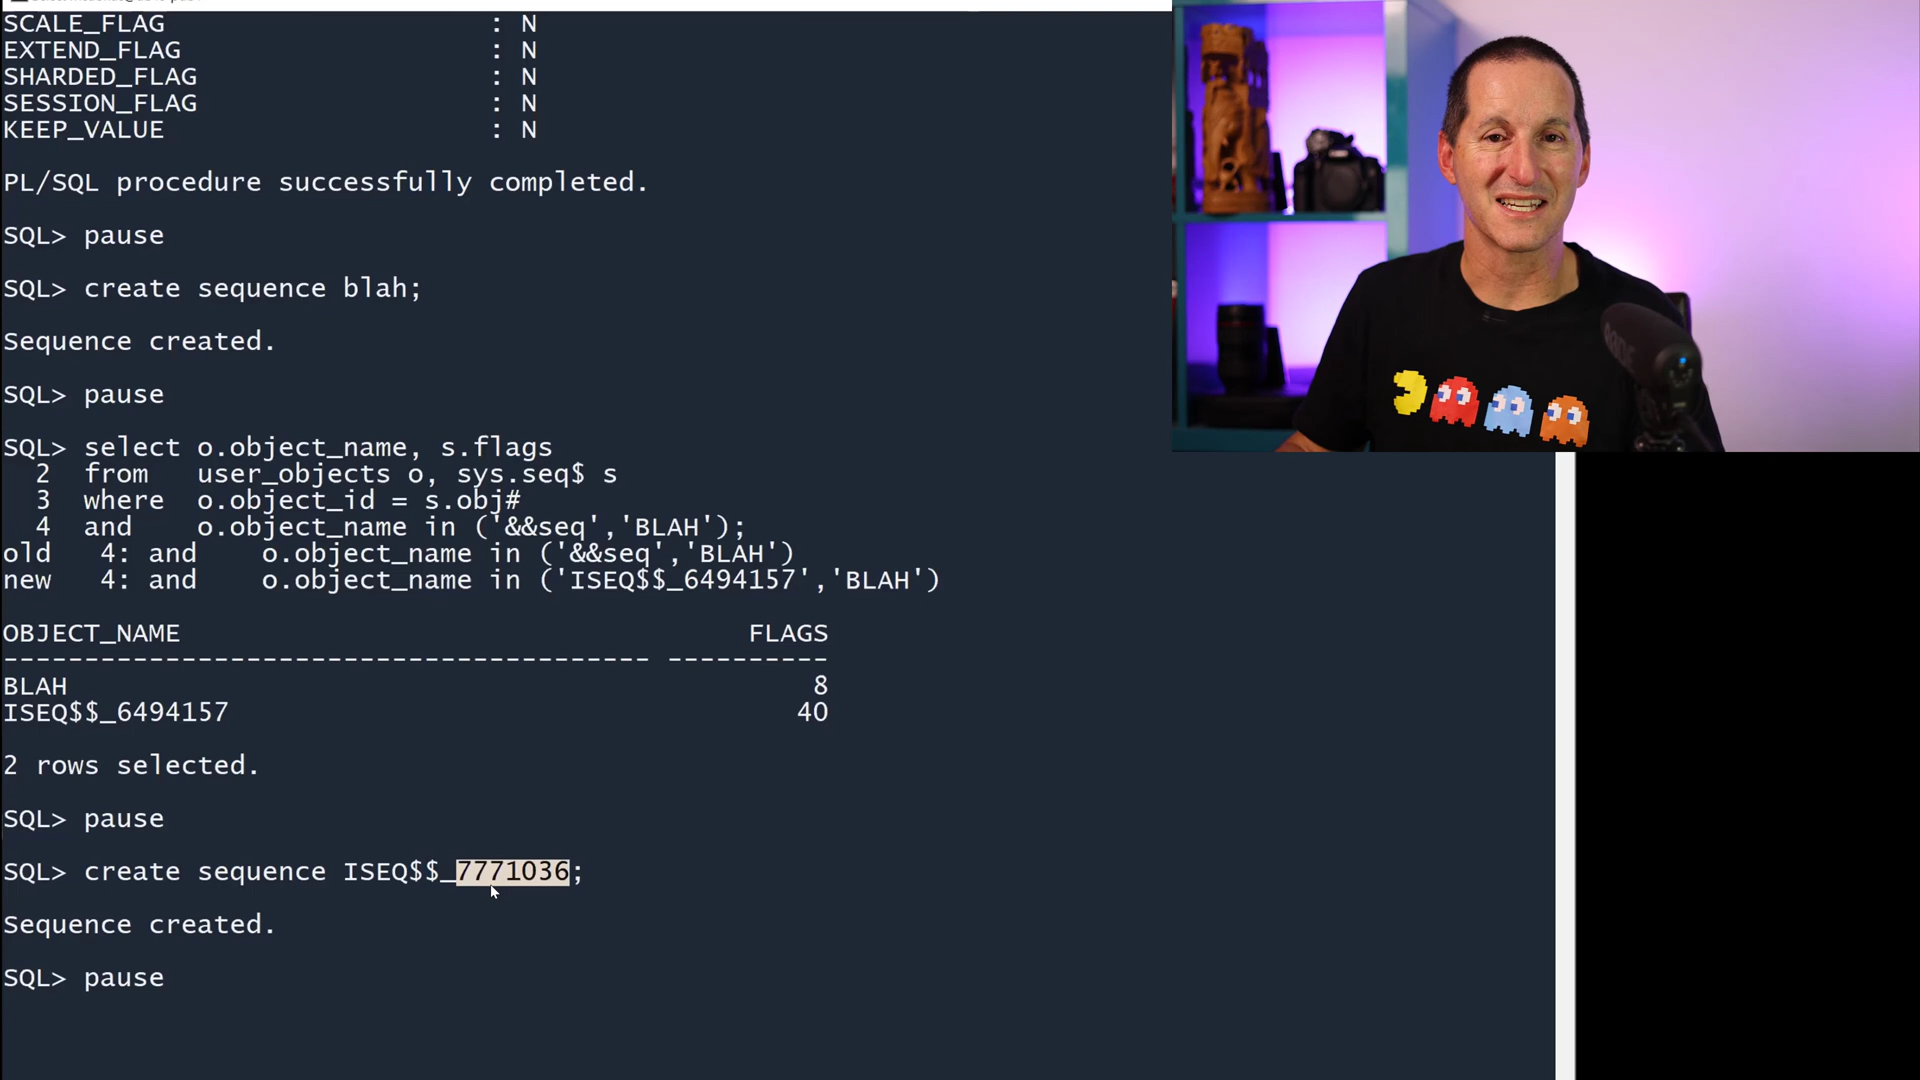 SCALE_FLAG : N
EXTEND_FLAG : N
SHARDED_FLAG : N
SESSION_FLAG : N
KEEP_VALUE : N
PL/SQL procedure successfully completed.
SQL> pause
SQL> create sequence blah;
Sequence created.
SQL> pause
SQL> select o.object_name, s.flags
2 from user_objects o, sys.seq$ s
3 where o.object_id = s.obj#
4 and o.object_name in ('&&seq','BLAH');
old 4: and o.object_name in ('&&seq','BLAH')
new 4: and o.object_name in ('ISEQ$$_6494157','BLAH')
OBJECT_NAME FLAGS
---------------------------------------- ----------
BLAH 8
ISEQ$$_6494157 40
2 rows selected.
SQL> pause
SQL> create sequence ISEQ$$_7771036;
Sequence created.
SQL> pause